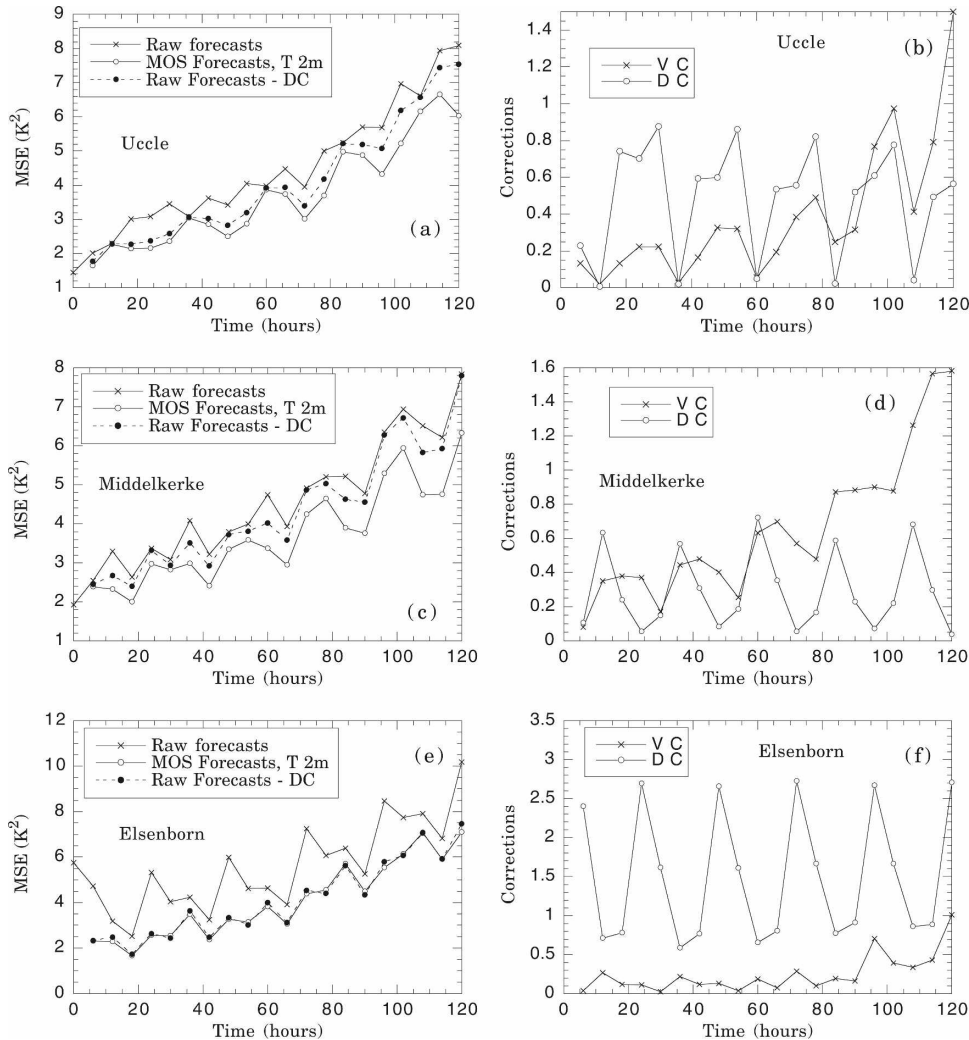 9
8
7
6
5
4
3
2
1
MSE (K²)
Raw forecasts
MOS Forecasts, T 2m
Raw Forecasts - DC
Uccle
(a)
0 20 40 60 80 100 120
Time (hours)
1.4
1.2
1
0.8
0.6
0.4
0.2
0
Corrections
V C
D C
Uccle
(b)
0 20 40 60 80 100 120
Time (hours)
8
7
6
5
4
3
2
1
MSE (K²)
Raw forecasts
MOS Forecasts, T 2m
Raw Forecasts - DC
Middelkerke
(c)
0 20 40 60 80 100 120
Time (hours)
1.6
1.4
1.2
1
0.8
0.6
0.4
0.2
0
Corrections
V C
D C
Middelkerke
(d)
0 20 40 60 80 100 120
Time (hours)
12
10
8
6
4
2
0
MSE (K²)
Raw forecasts
MOS Forecasts, T 2m
Raw Forecasts - DC
Elsenborn
(e)
0 20 40 60 80 100 120
Time (hours)
3.5
3
2.5
2
1.5
1
0.5
0
Corrections
V C
D C
Elsenborn
(f)
0 20 40 60 80 100 120
Time (hours)